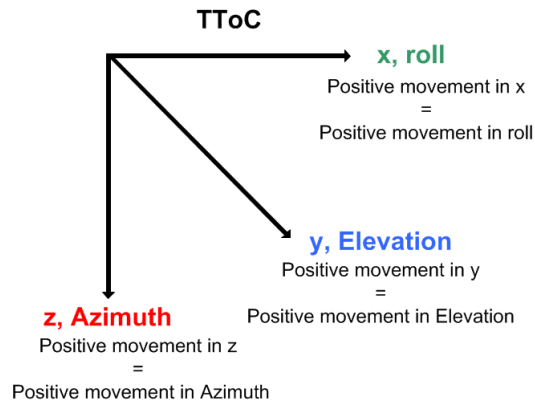 TToC
x, roll
Positive movement in x
=
Positive movement in roll
y, Elevation
Positive movement in y
=
Positive movement in Elevation
z, Azimuth
Positive movement in z
=
Positive movement in Azimuth